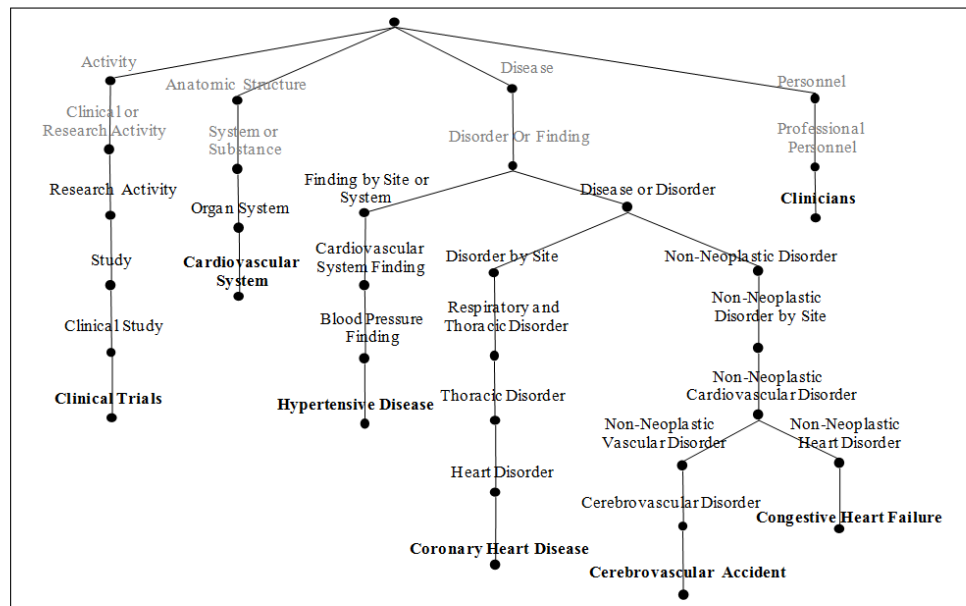 Activity
Clinical or
Research Activity
Research Activity
Study
Clinical Study
Clinical Trials
Anatomic Structure
System or
Substance
Organ System
Cardiovascular
System
Disease
Disorder Or Finding
Finding by Site or
System
Cardiovascular
System Finding
Blood Pressure
Finding
Hypertensive Disease
Disease or Disorder
Disorder by Site
Respiratory and
Thoracic Disorder
Thoracic Disorder
Heart Disorder
Coronary Heart Disease
Non-Neoplastic Disorder
Non-Neoplastic
Disorder by Site
Non-Neoplastic
Cardiovascular Disorder
Non-Neoplastic
Vascular Disorder
Cerebrovascular Disorder
Cerebrovascular Accident
Non-Neoplastic
Heart Disorder
Congestive Heart Failure
Personnel
Professional
Personnel
Clinicians